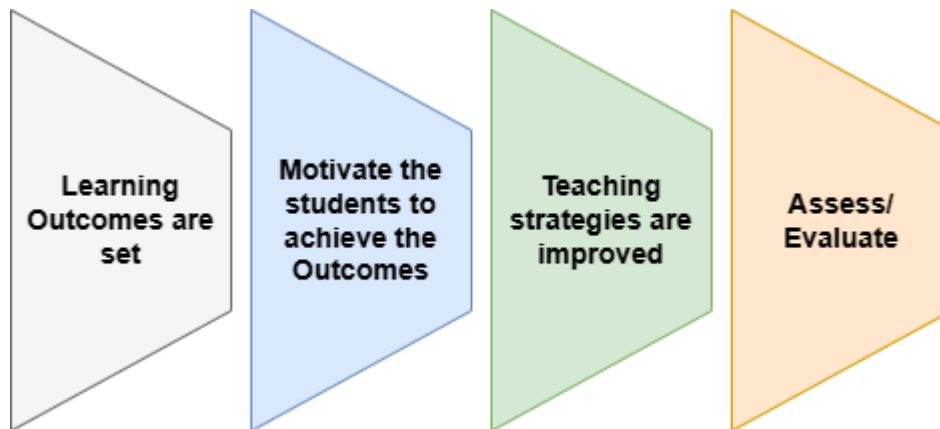 Learning
Outcomes are
set
Motivate the
students to
achieve the
Outcomes
Teaching
strategies are
improved
Assess/
Evaluate